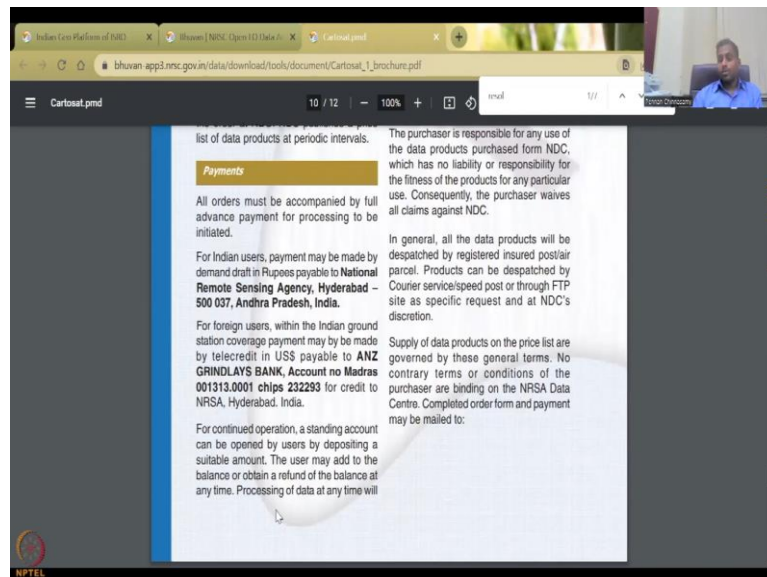 Indian Geo Platform of ISRO X
Bhuvan | NRSC Open EO Data Ar X
Cartosat.pmd X +
bhuvan-app3.nrsc.gov.in/data/download/tools/document/Cartosat_1_brochure.pdf
resol 1/7
Cartosat.pmd 10 / 12 | − 100% +
list of data products at periodic intervals.
Payments
All orders must be accompanied by full
advance payment for processing to be
initiated.
For Indian users, payment may be made by
demand draft in Rupees payable to National
Remote Sensing Agency, Hyderabad –
500 037, Andhra Pradesh, India.
For foreign users, within the Indian ground
station coverage payment may by be made
by telecredit in US$ payable to ANZ
GRINDLAYS BANK, Account no Madras
001313.0001 chips 232293 for credit to
NRSA, Hyderabad. India.
For continued operation, a standing account
can be opened by users by depositing a
suitable amount. The user may add to the
balance or obtain a refund of the balance at
any time. Processing of data at any time will
The purchaser is responsible for any use of
the data products purchased form NDC,
which has no liability or responsibility for
the fitness of the products for any particular
use. Consequently, the purchaser waives
all claims against NDC.
In general, all the data products will be
despatched by registered insured post/air
parcel. Products can be despatched by
Courier service/speed post or through FTP
site as specific request and at NDC's
discretion.
Supply of data products on the price list are
governed by these general terms. No
contrary terms or conditions of the
purchaser are binding on the NRSA Data
Centre. Completed order form and payment
may be mailed to:
NPTEL